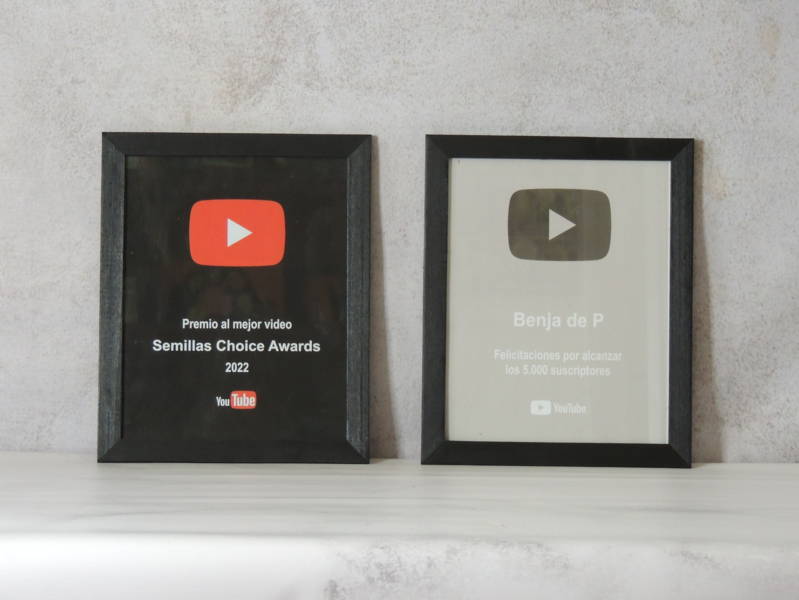 Premio al mejor video
Semillas Choice Awards
2022
YouTube
Benja de P
Felicitaciones por alcanzar
los 5.000 suscriptores
YouTube